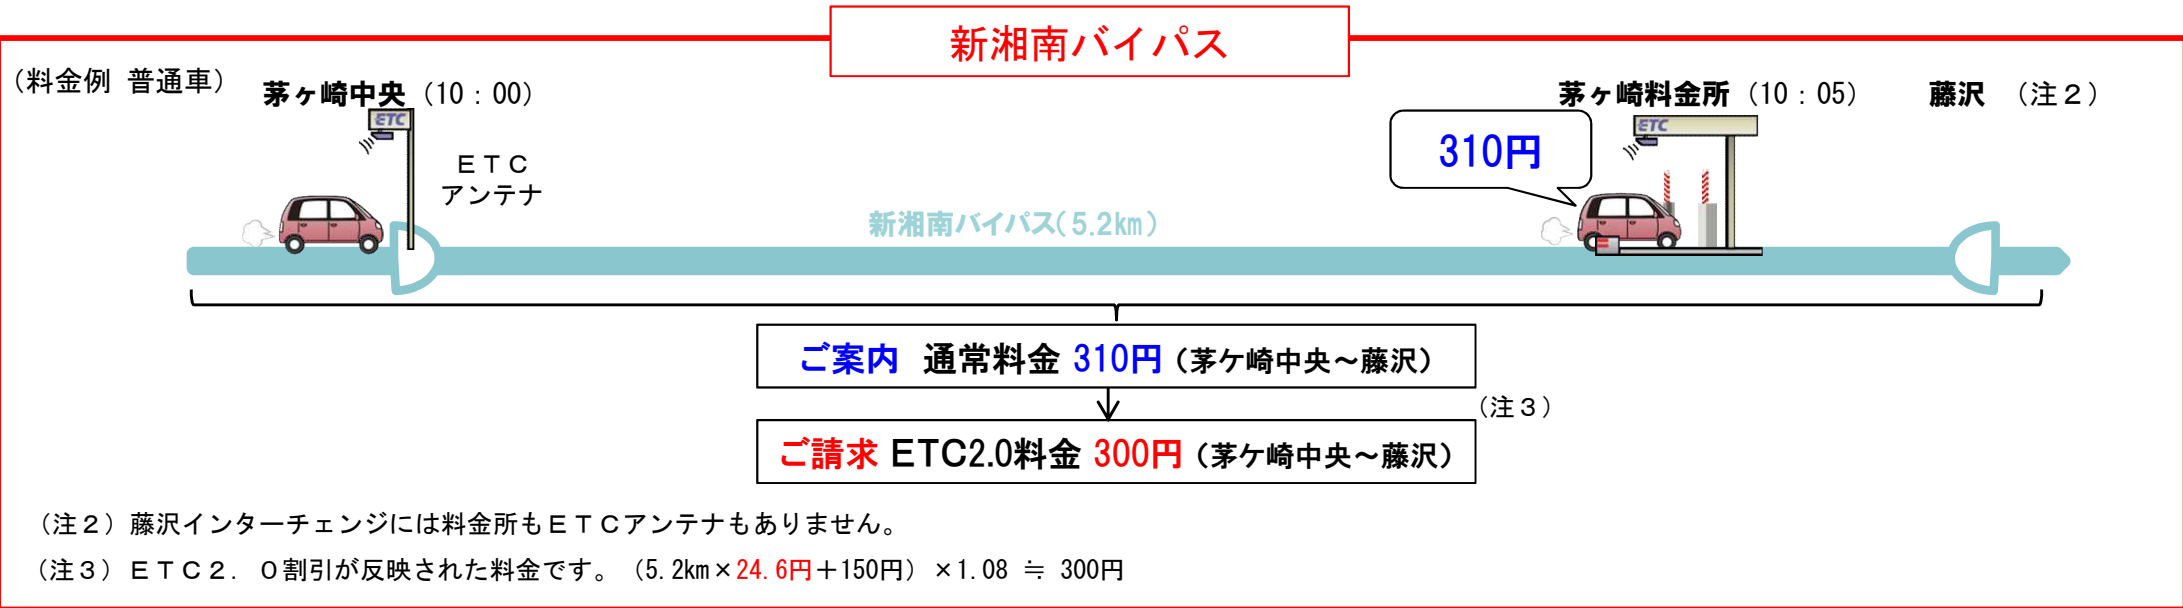 新湘南バイパス
（料金例 普通車）
茅ヶ崎中央（10：00）
茅ヶ崎料金所（10：05）
藤沢 （注２）
ETC
ETC
310円
ＥＴＣ
アンテナ
新湘南バイパス(5.2km)
ご案内 通常料金 310円（茅ケ崎中央～藤沢）
（注３）
ご請求 ETC2.0料金 300円（茅ケ崎中央～藤沢）
（注２）藤沢インターチェンジには料金所もＥＴＣアンテナもありません。
（注３）ＥＴＣ２．０割引が反映された料金です。（5.2km×24.6円＋150円）×1.08 ≒ 300円